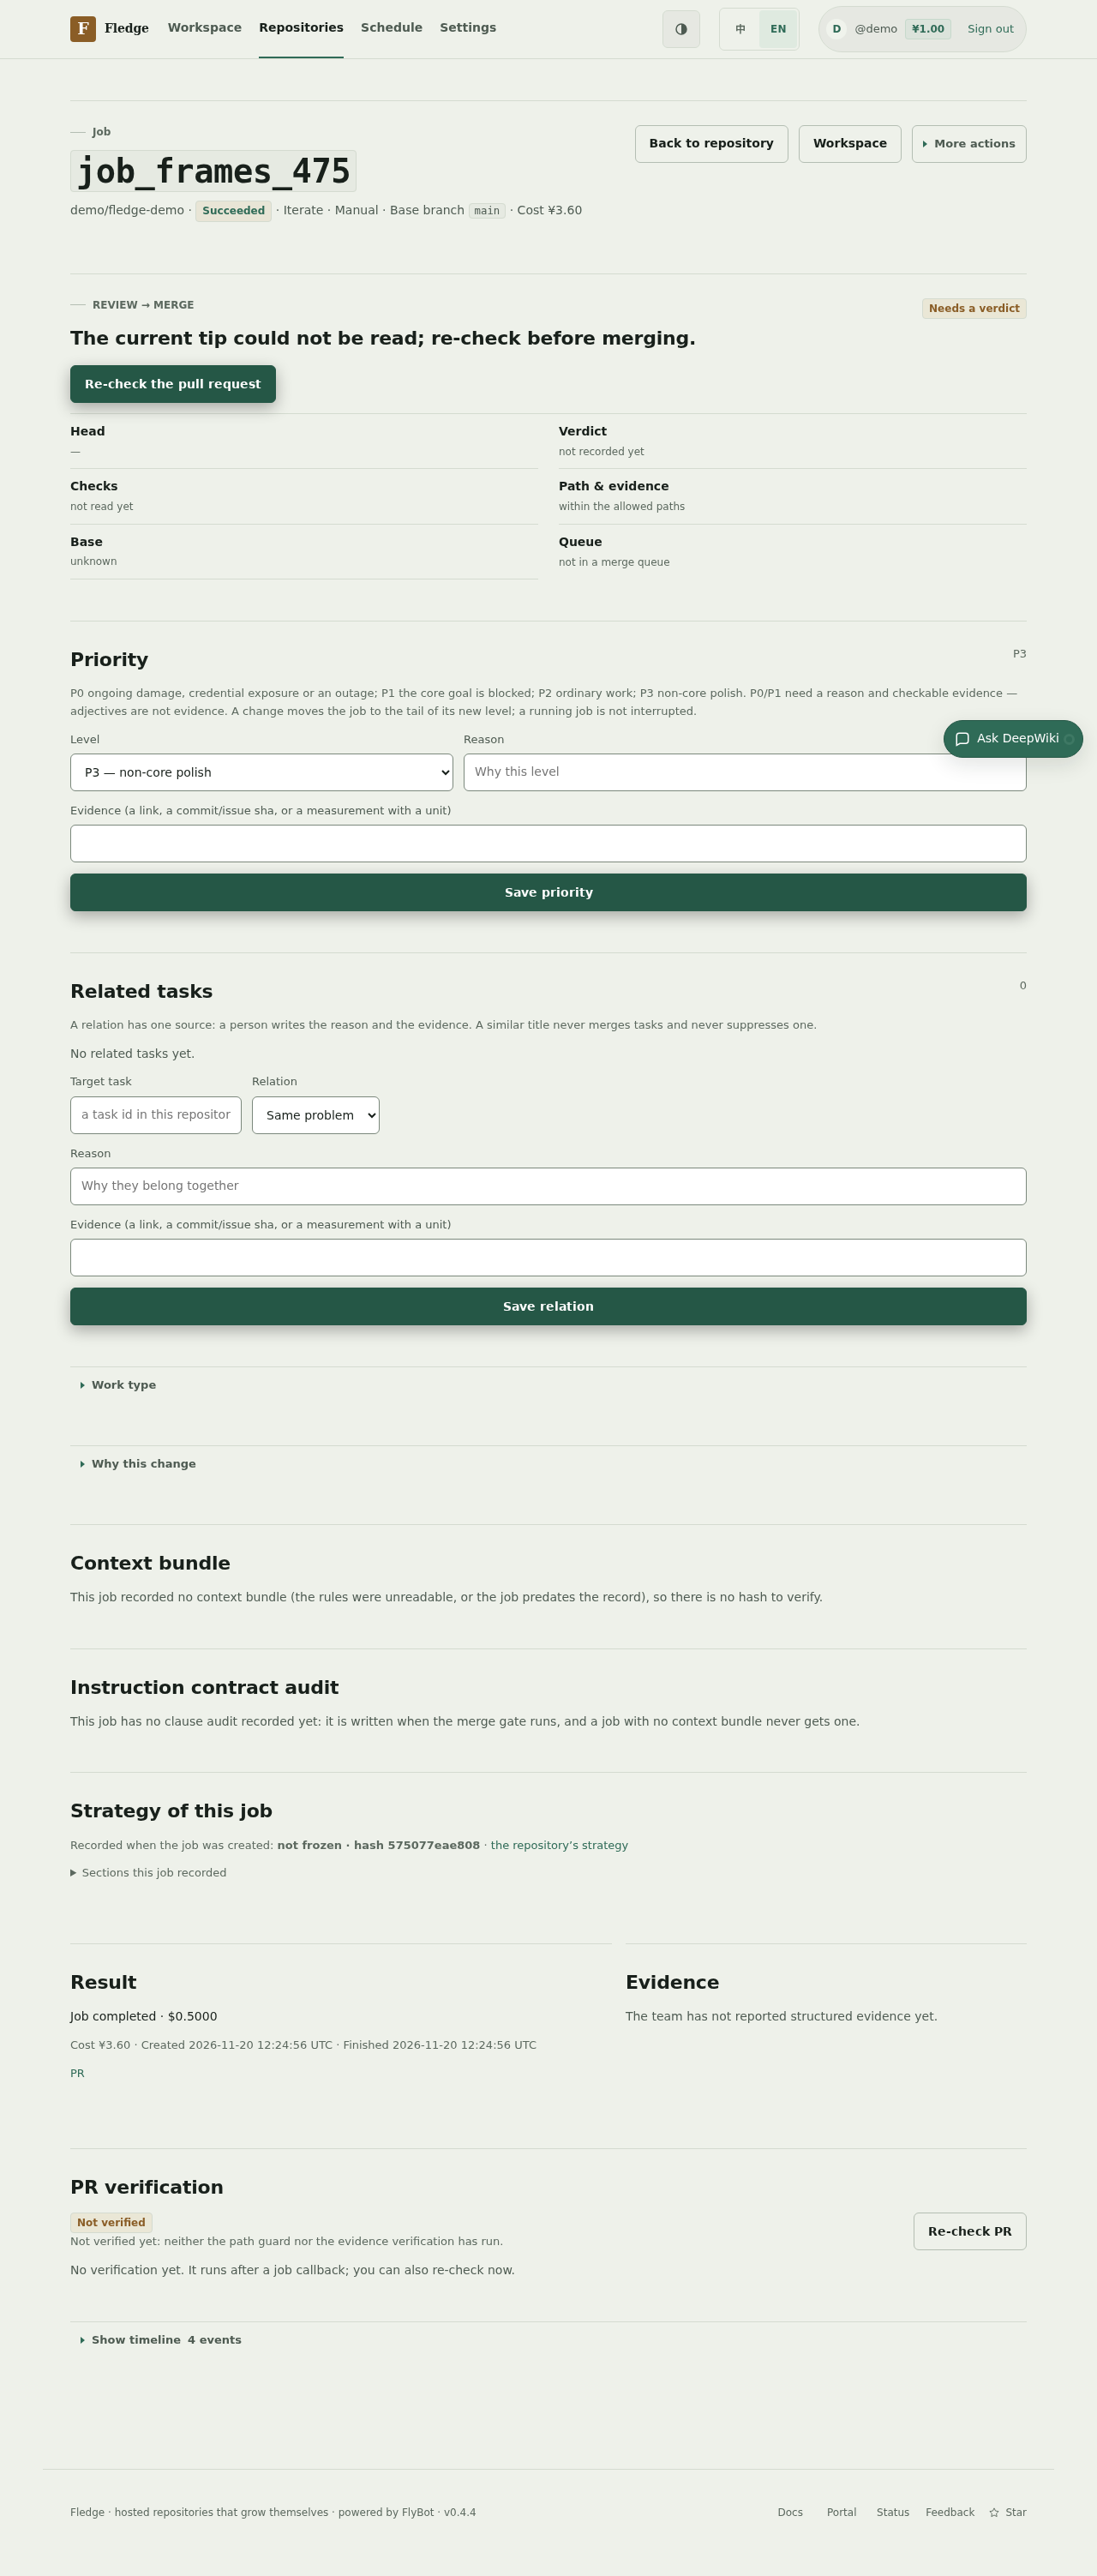 F Fledge Workspace Repositories Schedule Settings 中 EN D @demo ¥1.00 Sign out
Job
Back to repository Workspace More actions
job_frames_475
demo/fledge-demo · Succeeded · Iterate · Manual · Base branch main · Cost ¥3.60
REVIEW → MERGE
Needs a verdict
The current tip could not be read; re-check before merging.
Re-check the pull request
Head
—
Verdict
not recorded yet
Checks
not read yet
Path & evidence
within the allowed paths
Base
unknown
Queue
not in a merge queue
Priority
P3
P0 ongoing damage, credential exposure or an outage; P1 the core goal is blocked; P2 ordinary work; P3 non-core polish. P0/P1 need a reason and checkable evidence —
adjectives are not evidence. A change moves the job to the tail of its new level; a running job is not interrupted.
Ask DeepWiki
Level
P3 — non-core polish
Reason
Why this level
Evidence (a link, a commit/issue sha, or a measurement with a unit)
Save priority
Related tasks
0
A relation has one source: a person writes the reason and the evidence. A similar title never merges tasks and never suppresses one.
No related tasks yet.
Target task
a task id in this repositor
Relation
Same problem
Reason
Why they belong together
Evidence (a link, a commit/issue sha, or a measurement with a unit)
Save relation
Work type
Why this change
Context bundle
This job recorded no context bundle (the rules were unreadable, or the job predates the record), so there is no hash to verify.
Instruction contract audit
This job has no clause audit recorded yet: it is written when the merge gate runs, and a job with no context bundle never gets one.
Strategy of this job
Recorded when the job was created: not frozen · hash 575077eae808 · the repository’s strategy
Sections this job recorded
Result
Job completed · $0.5000
Cost ¥3.60 · Created 2026-11-20 12:24:56 UTC · Finished 2026-11-20 12:24:56 UTC
PR
Evidence
The team has not reported structured evidence yet.
PR verification
Not verified
Not verified yet: neither the path guard nor the evidence verification has run.
Re-check PR
No verification yet. It runs after a job callback; you can also re-check now.
Show timeline 4 events
Fledge · hosted repositories that grow themselves · powered by FlyBot · v0.4.4
Docs Portal Status Feedback Star